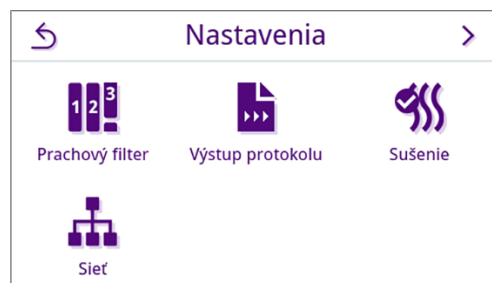 Nastavenia
1 2 3
Prachový filter
Výstup protokolu
Sušenie
Sieť